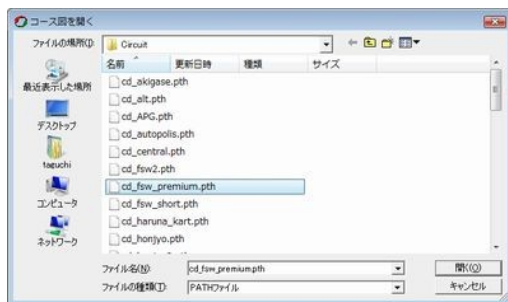 コース図を開く
ファイルの場所(I):
Circuit
名前 更新日時 種類 サイズ
cd_akigase.pth
cd_alt.pth
cd_APG.pth
cd_autopolis.pth
cd_central.pth
cd_fsw2.pth
cd_fsw_premium.pth
cd_fsw_short.pth
cd_haruna_kart.pth
cd_honjyo.pth
最近表示した場所
デスクトップ
taguchi
コンピュータ
ネットワーク
ファイル名(N):
cd_fsw_premium.pth
開く(O)
ファイルの種類(T):
PATHファイル
キャンセル